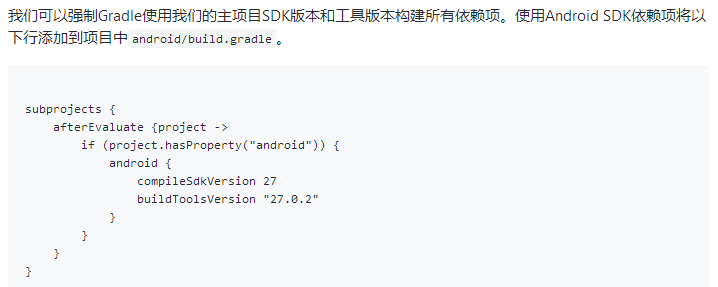 我们可以强制Gradle使用我们的主项目SDK版本和工具版本构建所有依赖项。使用Android SDK依赖项将以
下行添加到项目中 android/build.gradle 。
subprojects {
    afterEvaluate {project ->
        if (project.hasProperty("android")) {
            android {
                compileSdkVersion 27
                buildToolsVersion "27.0.2"
            }
        }
    }
}